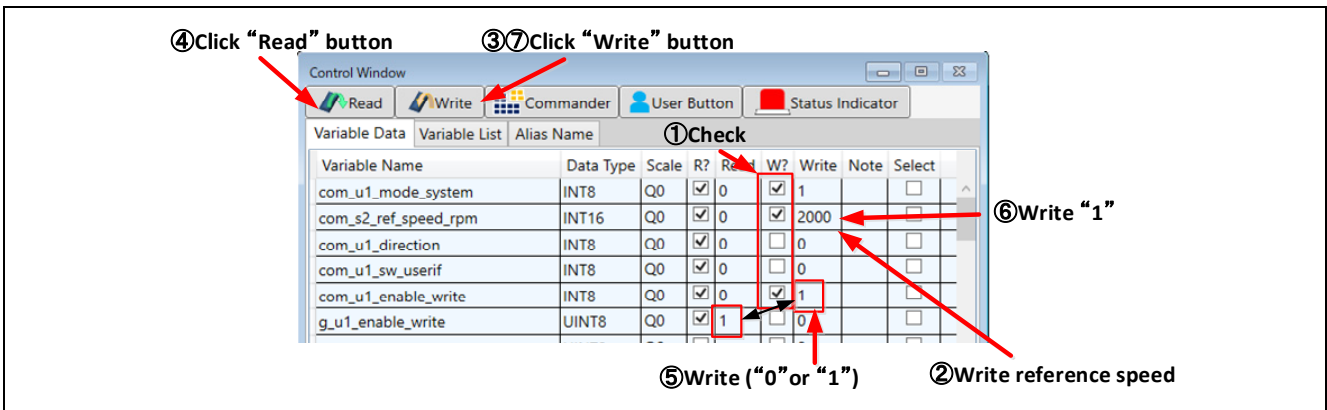 ④Click “Read” button ③⑦Click “Write” button
Control Window
Read Write Commander User Button Status Indicator
Variable Data Variable List Alias Name ①Check
Variable Name Data Type Scale R? Read W? Write Note Select
com_u1_mode_system INT8 Q0 0 1
com_s2_ref_speed_rpm INT16 Q0 0 2000 ⑥Write “1”
com_u1_direction INT8 Q0 0 0
com_u1_sw_userif INT8 Q0 0 0
com_u1_enable_write INT8 Q0 0 1
g_u1_enable_write UINT8 Q0 1 0
⑤Write (“0”or “1”) ②Write reference speed